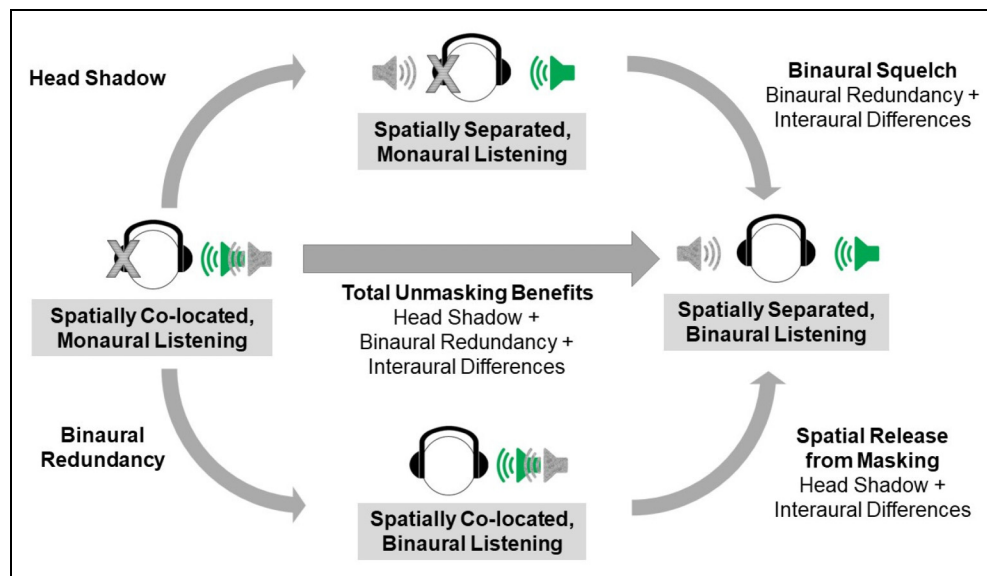 Head Shadow
Spatially Separated,
Monaural Listening
Binaural Squelch
Binaural Redundancy +
Interaural Differences
X
X
Spatially Co-located,
Monaural Listening
Total Unmasking Benefits
Head Shadow +
Binaural Redundancy +
Interaural Differences
Spatially Separated,
Binaural Listening
Binaural
Redundancy
Spatially Co-located,
Binaural Listening
Spatial Release
from Masking
Head Shadow +
Interaural Differences